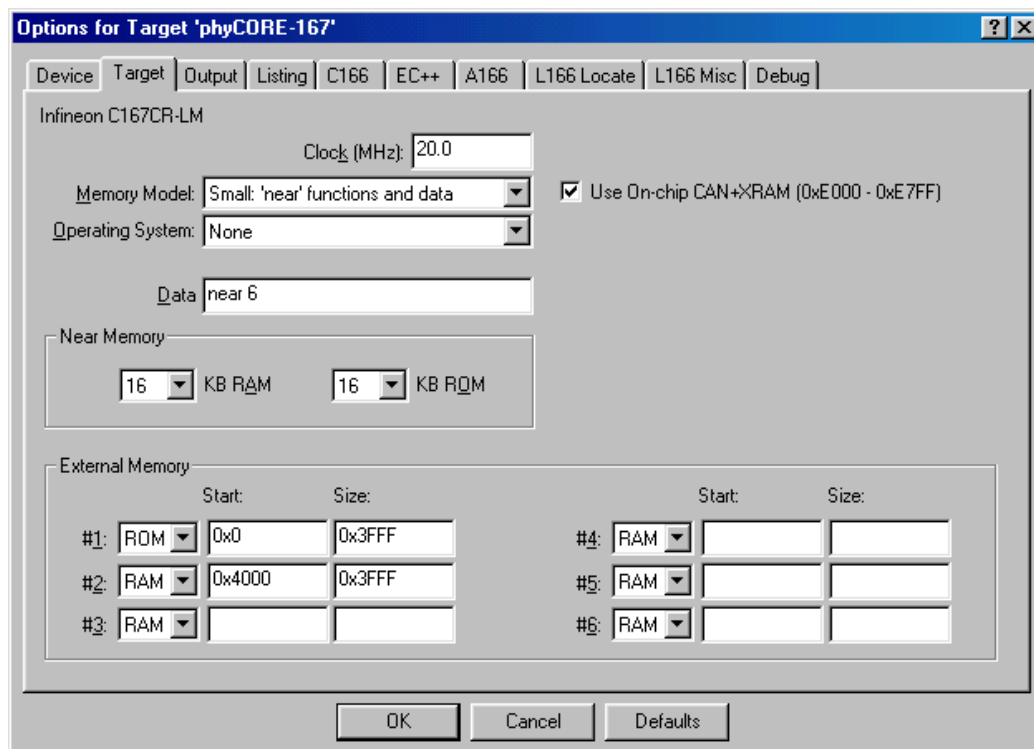 Options for Target 'phyCORE-167'
Device Target Output Listing C166 EC++ A166 L166 Locate L166 Misc Debug
Infineon C167CR-LM
Clock (MHz): 20.0
Memory Model: Small: 'near' functions and data Use On-chip CAN+XRAM (0xE000 - 0xE7FF)
Operating System: None
Data near 6
Near Memory
16 KB RAM 16 KB ROM
External Memory
Start: Size: Start: Size:
#1: ROM 0x0 0x3FFF #4: RAM
#2: RAM 0x4000 0x3FFF #5: RAM
#3: RAM #6: RAM
OK Cancel Defaults